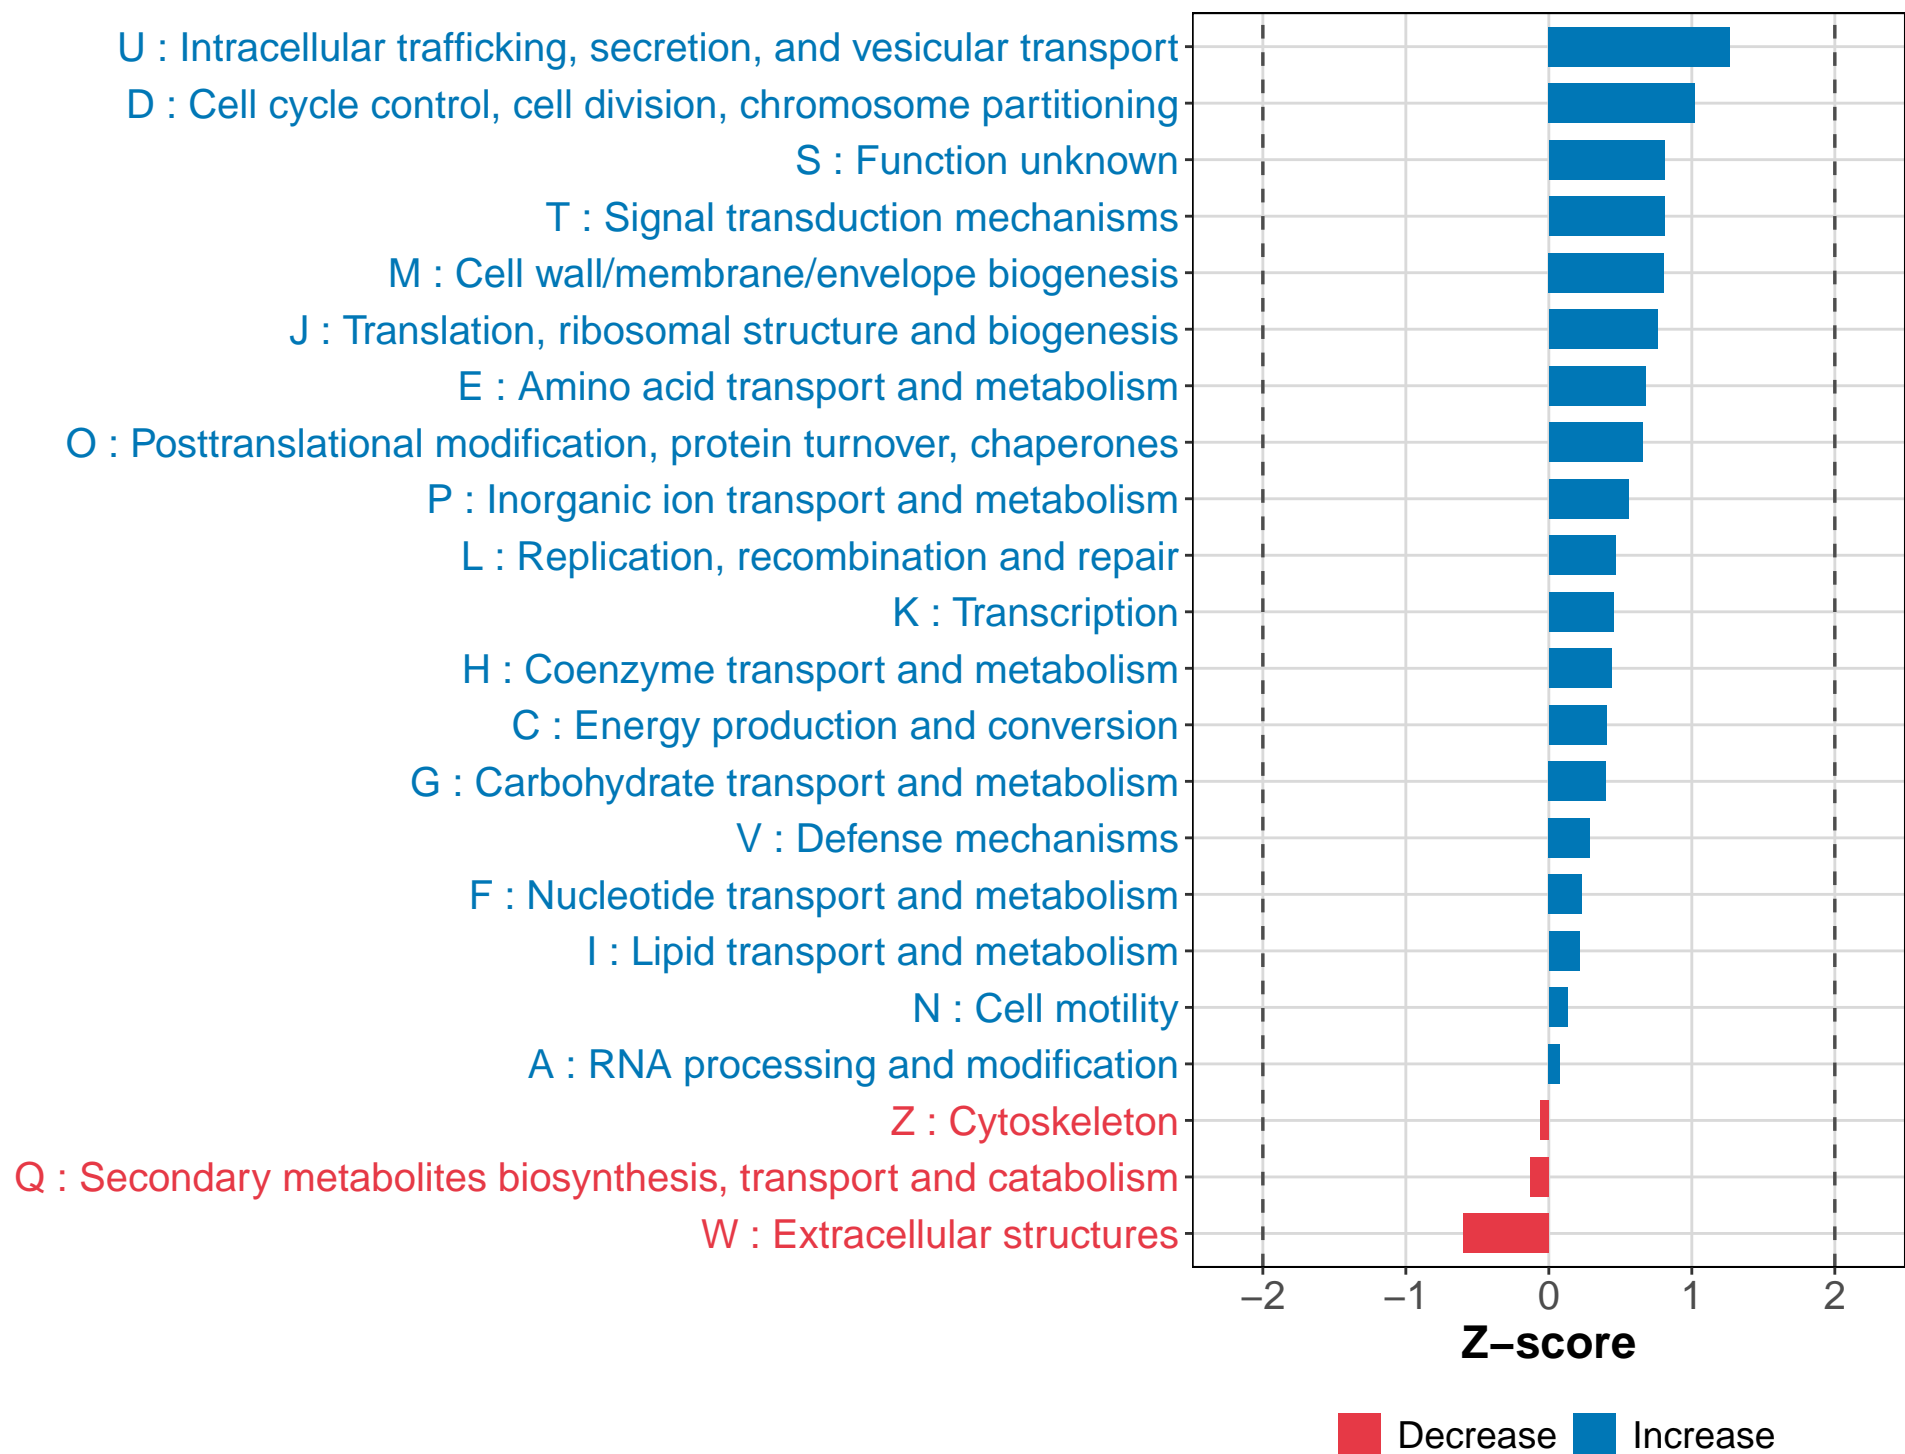 U : Intracellular trafficking, secretion, and vesicular transport
D : Cell cycle control, cell division, chromosome partitioning
S : Function unknown
T : Signal transduction mechanisms
M : Cell wall/membrane/envelope biogenesis
J : Translation, ribosomal structure and biogenesis
E : Amino acid transport and metabolism
O : Posttranslational modification, protein turnover, chaperones
P : Inorganic ion transport and metabolism
L : Replication, recombination and repair
K : Transcription
H : Coenzyme transport and metabolism
C : Energy production and conversion
G : Carbohydrate transport and metabolism
V : Defense mechanisms
F : Nucleotide transport and metabolism
I : Lipid transport and metabolism
N : Cell motility
A : RNA processing and modification
Z : Cytoskeleton
Q : Secondary metabolites biosynthesis, transport and catabolism
W : Extracellular structures
−2 −1 0 1 2
Z−score
Decrease Increase